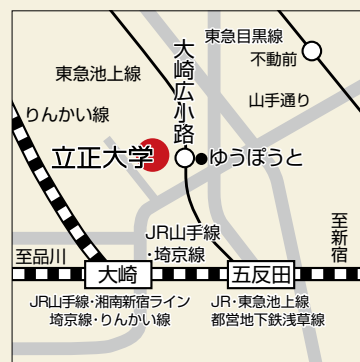 東急目黒線
不動前
大崎広小路
東急池上線
山手通り
りんかい線
立正大学
ゆうぽうと
至新宿
JR山手線
・埼京線
至品川
大崎
五反田
JR山手線・湘南新宿ライン
埼京線・りんかい線
JR・東急池上線
都営地下鉄浅草線